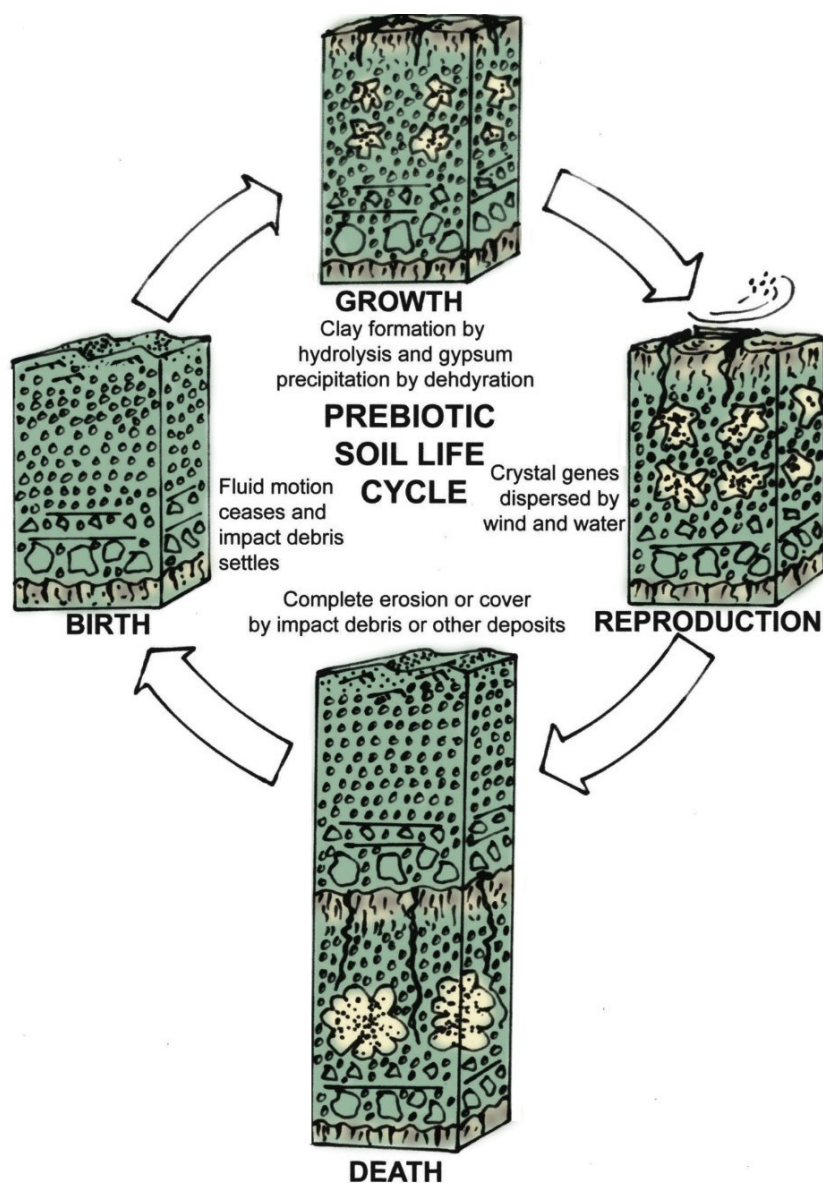 GROWTH
Clay formation by
hydrolysis and gypsum
precipitation by dehdyration
PREBIOTIC
SOIL LIFE
CYCLE
Fluid motion
ceases and
impact debris
settles
BIRTH
Crystal genes
dispersed by
wind and water
REPRODUCTION
Complete erosion or cover
by impact debris or other deposits
DEATH